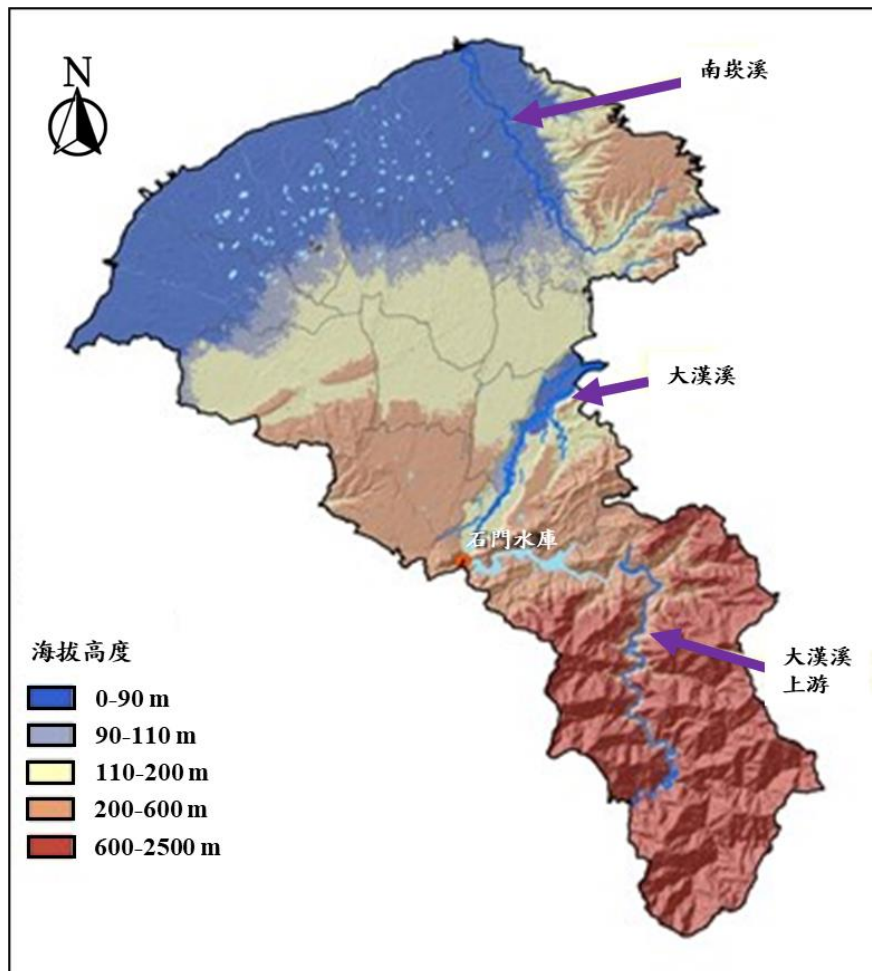 N
南崁溪
大漢溪
石門水庫
大漢溪
上游
海拔高度
0-90 m
90-110 m
110-200 m
200-600 m
600-2500 m